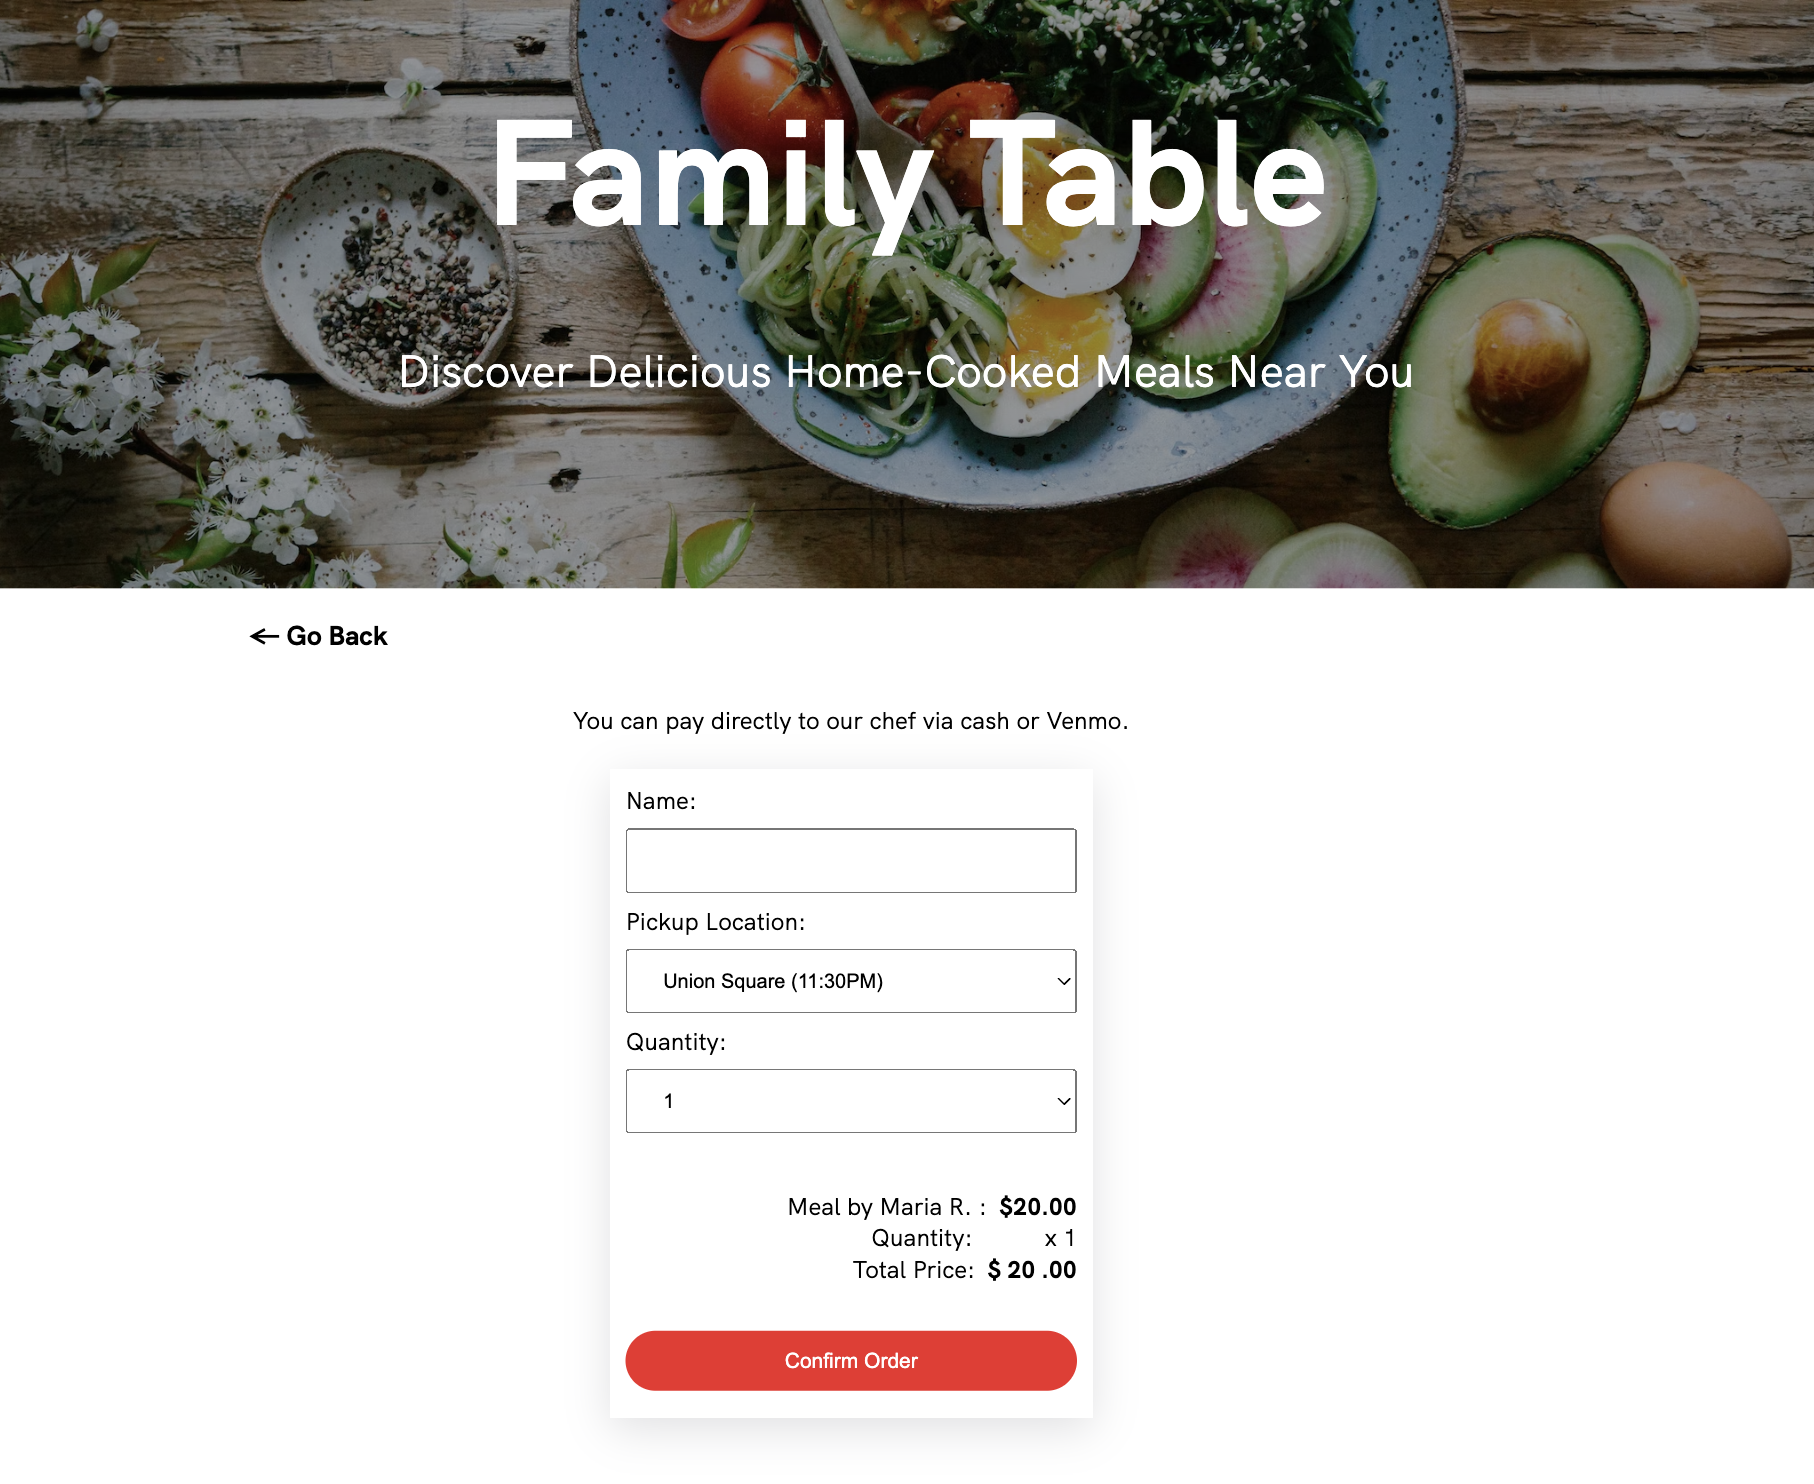 Family Table
Discover Delicious Home-Cooked Meals Near You
← Go Back
You can pay directly to our chef via cash or Venmo.
Name:
Pickup Location:
Union Square (11:30PM)
Quantity:
1
Meal by Maria R. : $20.00
Quantity: x 1
Total Price: $ 20 .00
Confirm Order